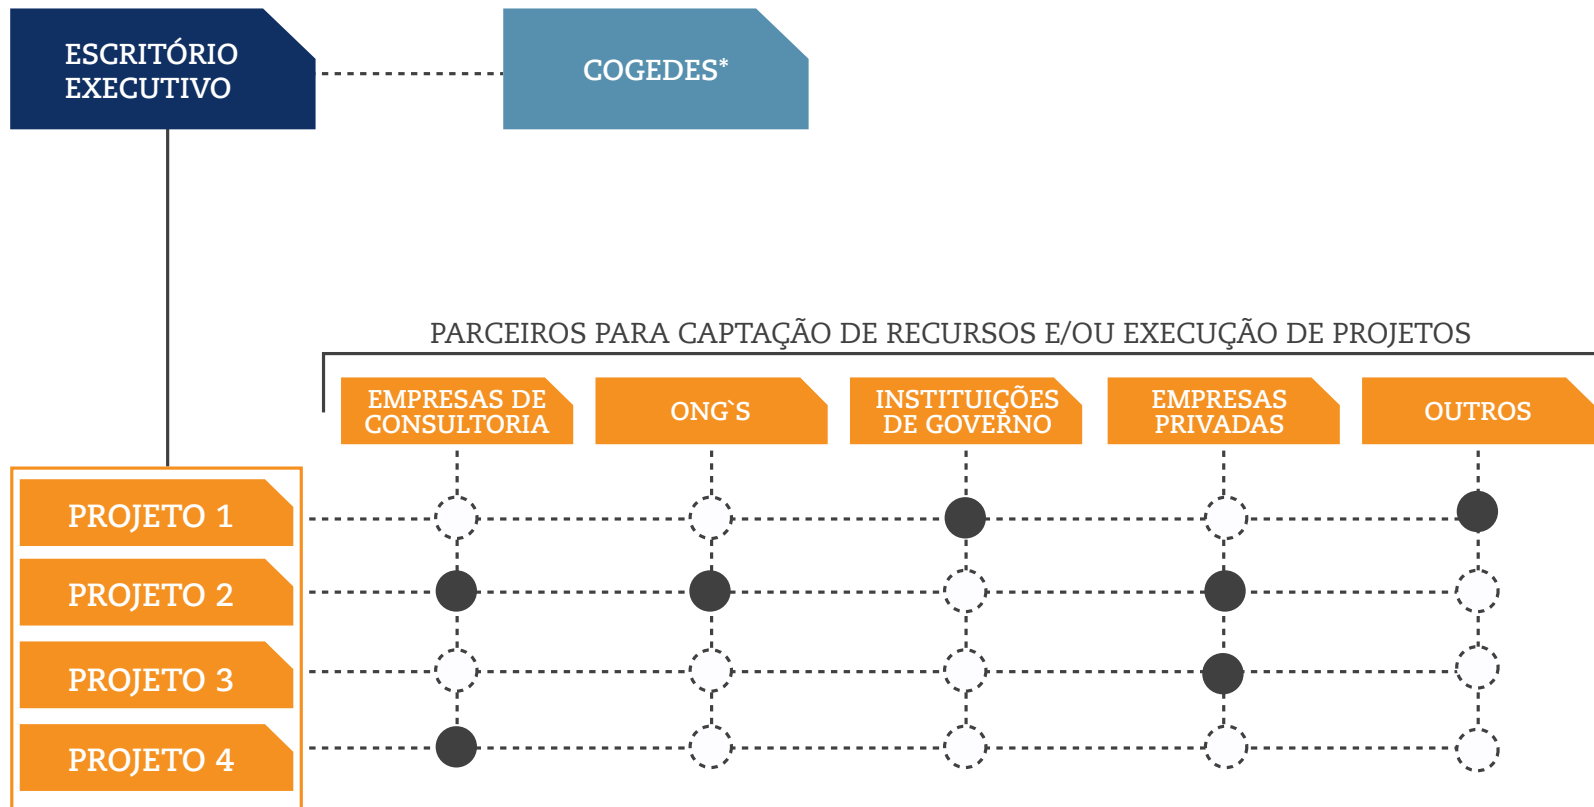 ESCRITÓRIO
EXECUTIVO
COGEDES*
PARCEIROS PARA CAPTAÇÃO DE RECURSOS E/OU EXECUÇÃO DE PROJETOS
EMPRESAS DE
CONSULTORIA
ONG`S
INSTITUIÇÕES
DE GOVERNO
EMPRESAS
PRIVADAS
OUTROS
PROJETO 1
PROJETO 2
PROJETO 3
PROJETO 4